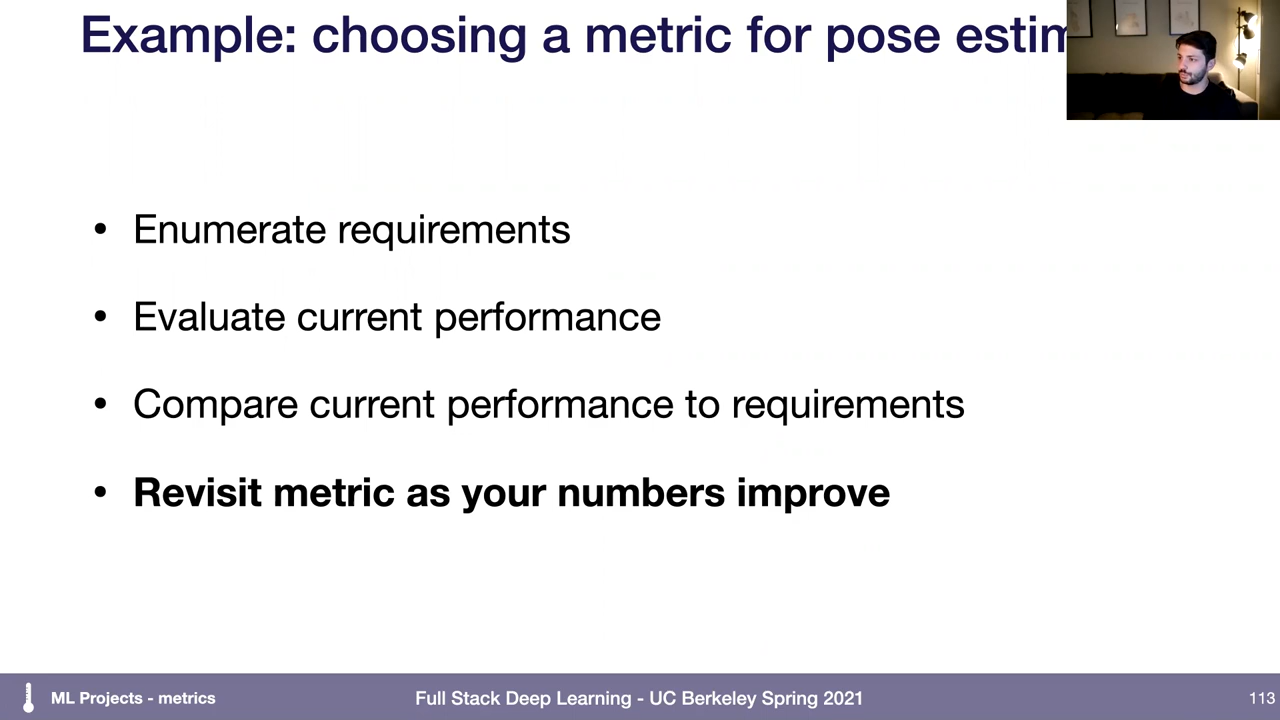 Example: choosing a metric for pose estim
• Enumerate requirements
• Evaluate current performance
• Compare current performance to requirements
• Revisit metric as your numbers improve
ML Projects - metrics
Full Stack Deep Learning - UC Berkeley Spring 2021
113